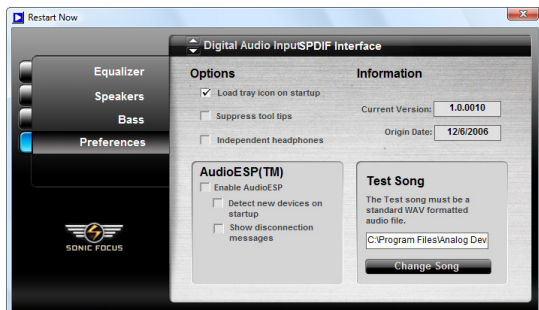 Restart Now
Digital Audio InputSPDIF Interface
Equalizer
Speakers
Bass
Preferences
SONIC FOCUS
Options
Load tray icon on startup
Suppress tool tips
Independent headphones
Information
Current Version: 1.0.0010
Origin Date: 12/6/2006
AudioESP(TM)
Enable AudioESP
Detect new devices on
startup
Show disconnection
messages
Test Song
The Test song must be a
standard WAV formatted
audio file.
C:\Program Files\Analog Dev
Change Song